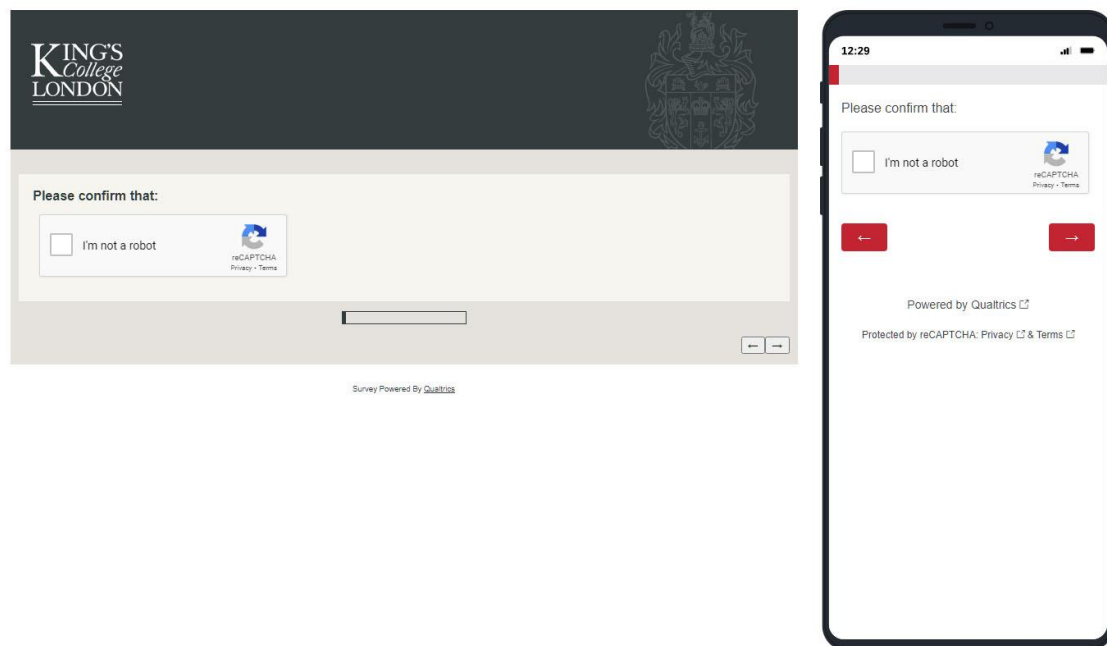 KING'S
College
LONDON
Please confirm that:
I'm not a robot
reCAPTCHA
Privacy - Terms
← →
Survey Powered By Qualtrics
12:29
Please confirm that:
I'm not a robot
reCAPTCHA
Privacy - Terms
← →
Powered by Qualtrics
Protected by reCAPTCHA: Privacy & Terms